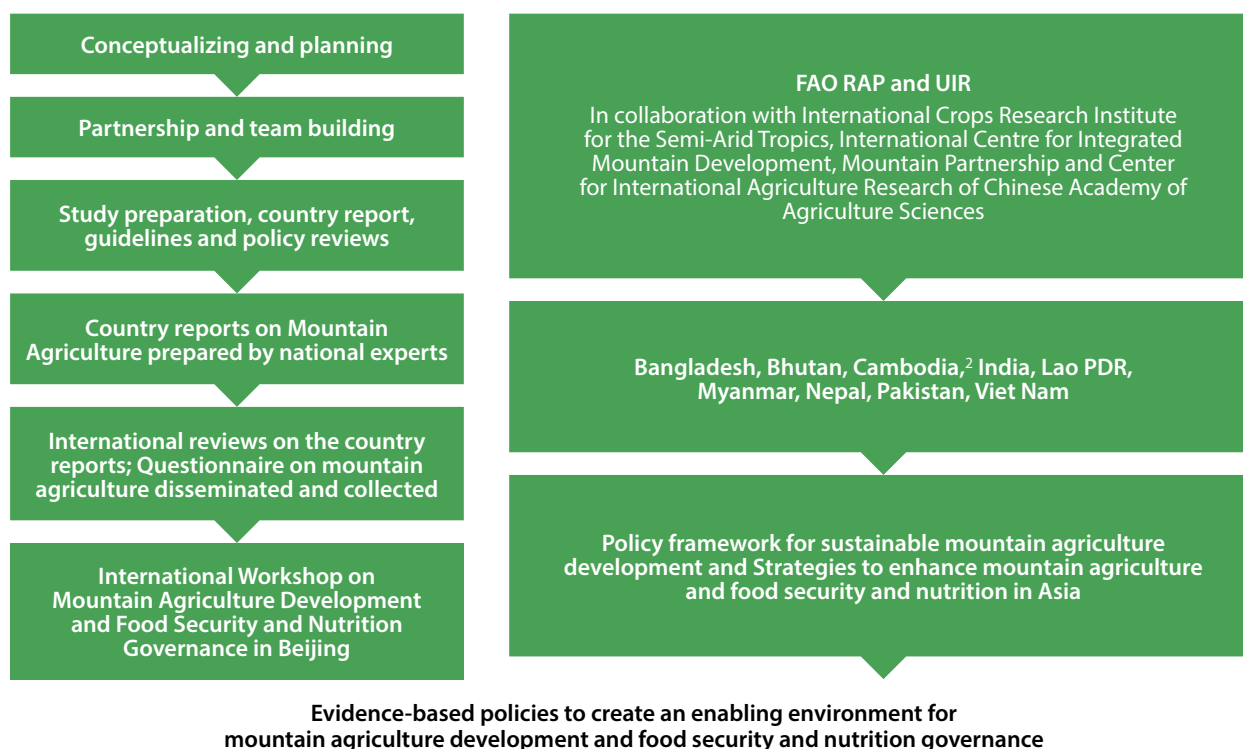 Conceptualizing and planning
Partnership and team building
Study preparation, country report,
guidelines and policy reviews
Country reports on Mountain
Agriculture prepared by national experts
International reviews on the country
reports; Questionnaire on mountain
agriculture disseminated and collected
International Workshop on
Mountain Agriculture Development
and Food Security and Nutrition
Governance in Beijing
FAO RAP and UIR
In collaboration with International Crops Research Institute
for the Semi-Arid Tropics, International Centre for Integrated
Mountain Development, Mountain Partnership and Center
for International Agriculture Research of Chinese Academy of
Agriculture Sciences
Bangladesh, Bhutan, Cambodia,² India, Lao PDR,
Myanmar, Nepal, Pakistan, Viet Nam
Policy framework for sustainable mountain agriculture
development and Strategies to enhance mountain agriculture
and food security and nutrition in Asia
Evidence-based policies to create an enabling environment for
mountain agriculture development and food security and nutrition governance